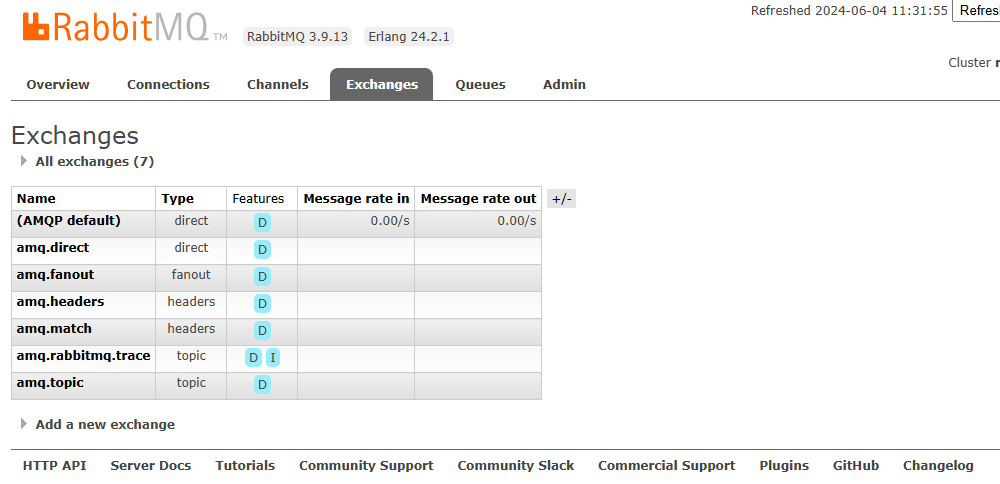 Refreshed 2024-06-04 11:31:55 Refres
RabbitMQ TM RabbitMQ 3.9.13 Erlang 24.2.1
Cluster
Overview Connections Channels Exchanges Queues Admin
Exchanges
All exchanges (7)
Name Type Features Message rate in Message rate out +/-
(AMQP default) direct D 0.00/s 0.00/s
amq.direct direct D
amq.fanout fanout D
amq.headers headers D
amq.match headers D
amq.rabbitmq.trace topic D I
amq.topic topic D
Add a new exchange
HTTP API Server Docs Tutorials Community Support Community Slack Commercial Support Plugins GitHub Changelog